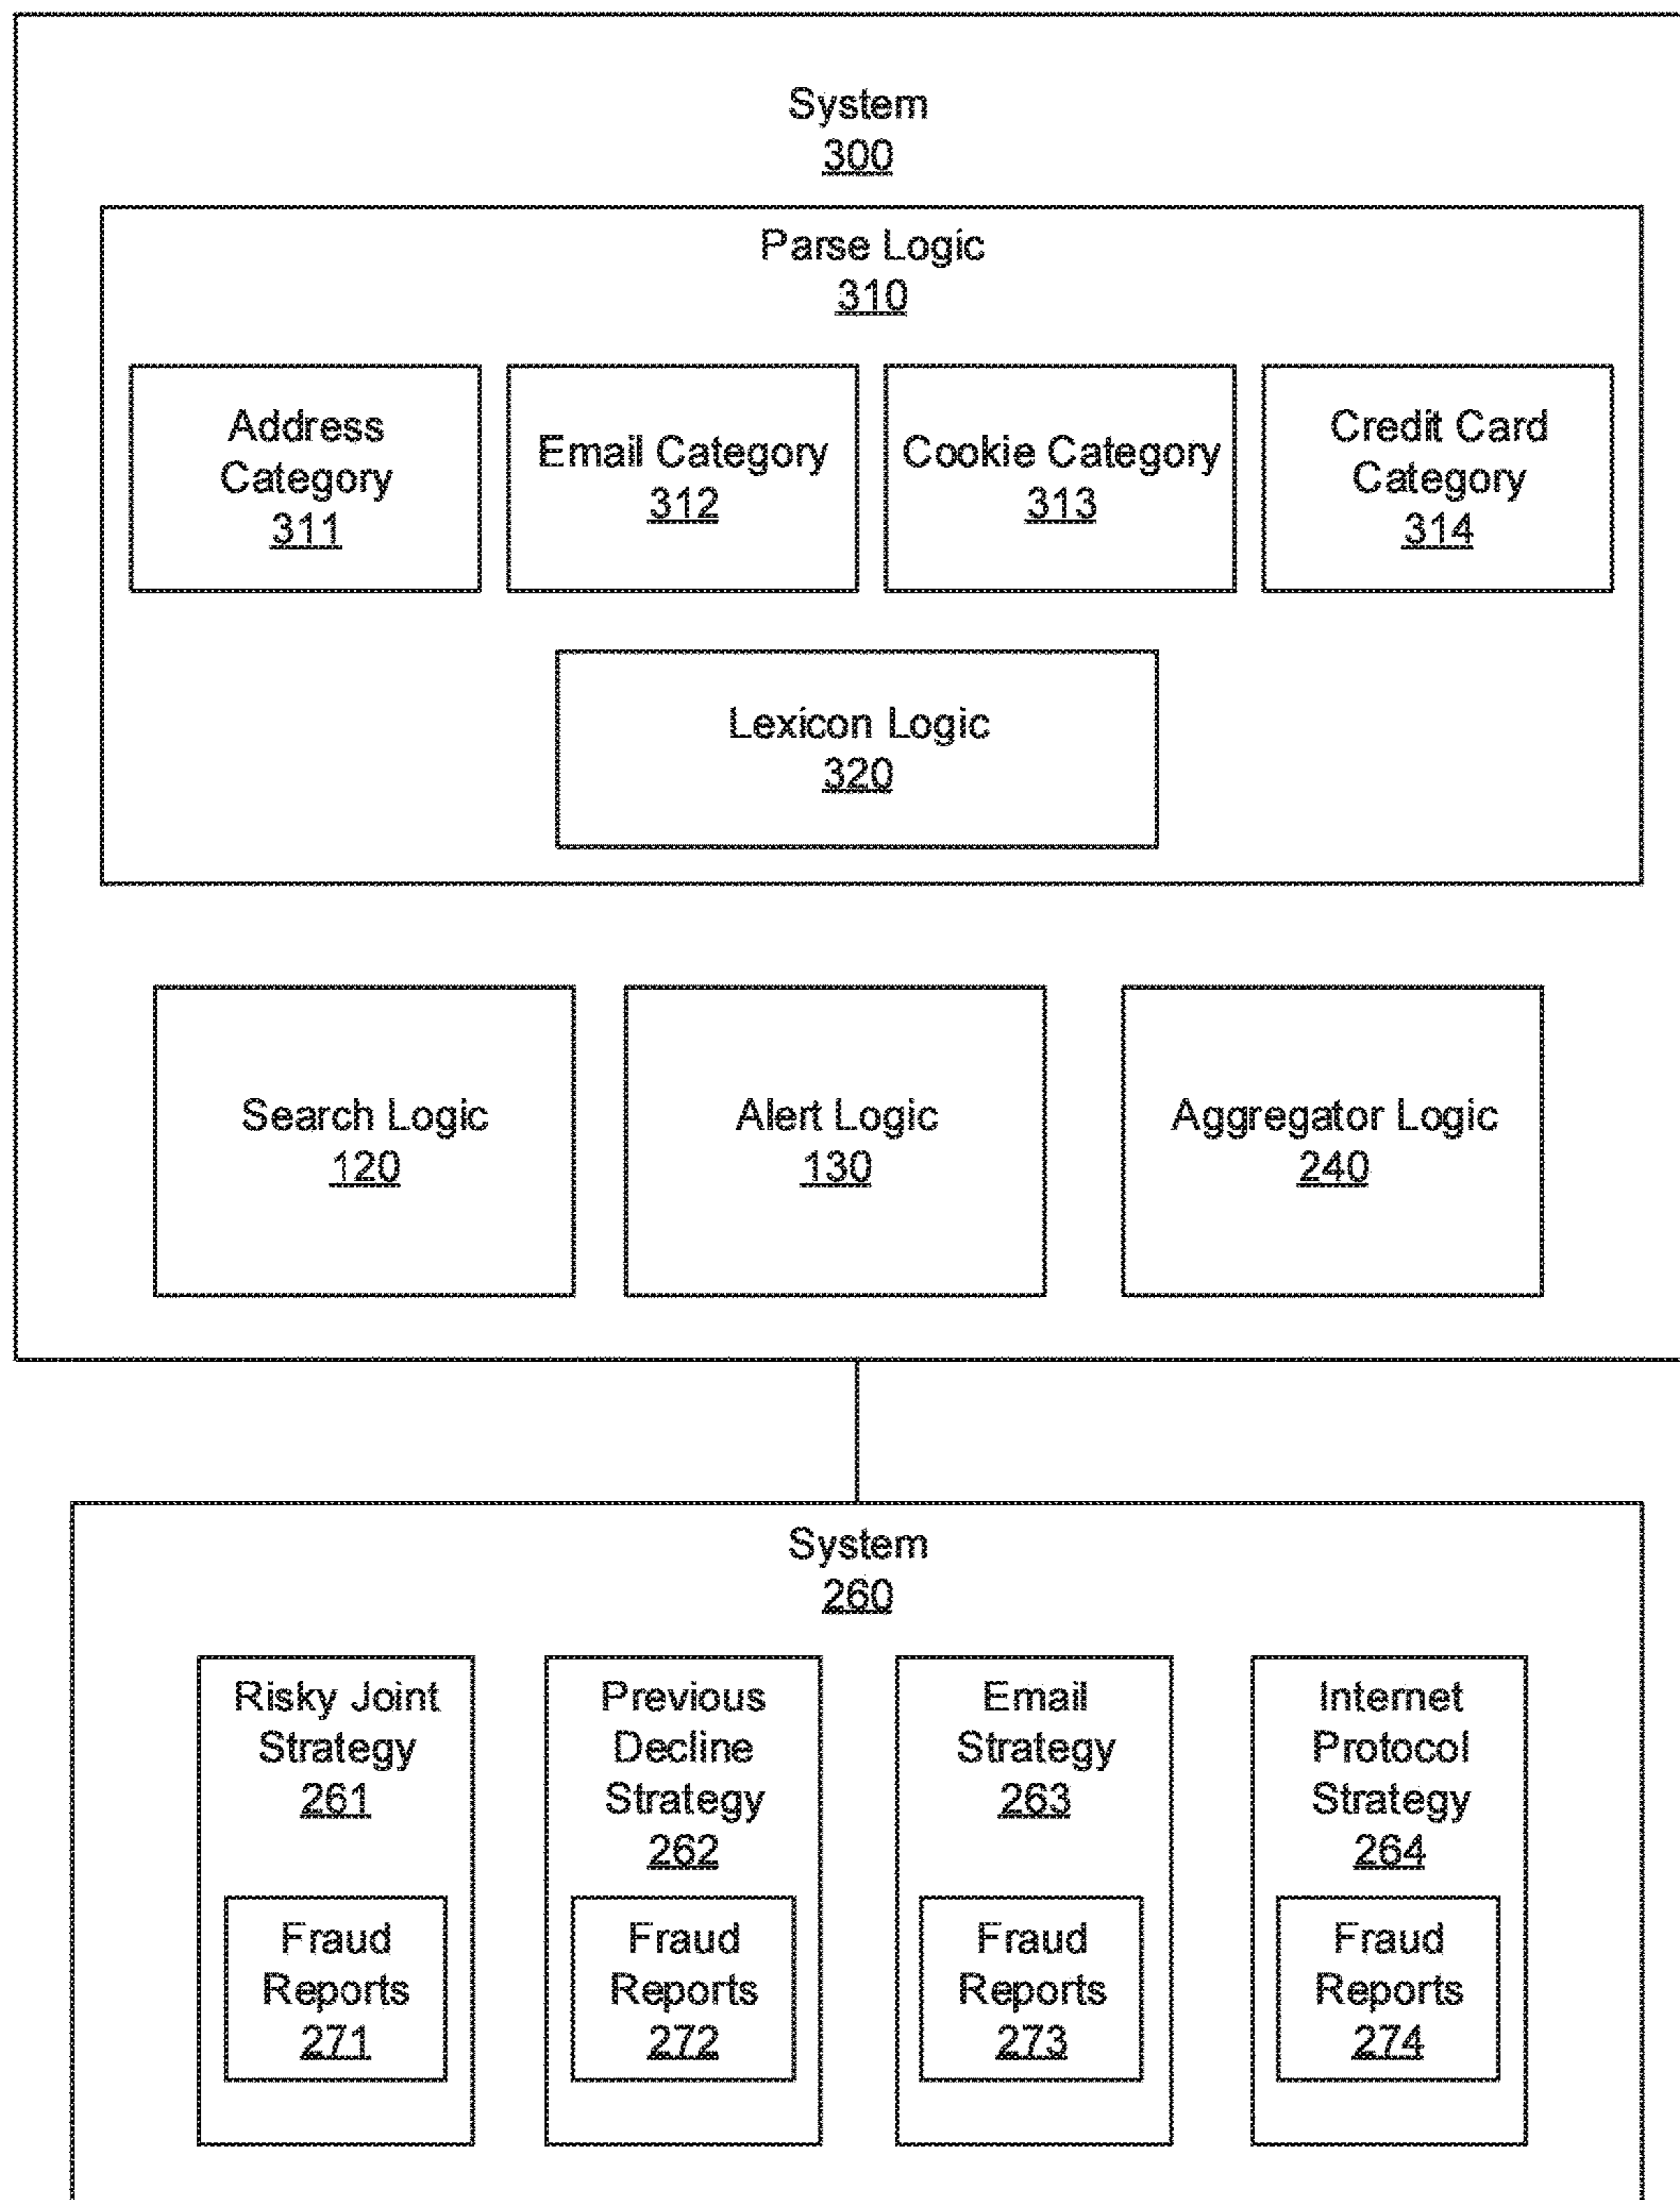 System
300
Parse Logic
310
Address
Category
311
Email Category
312
Cookie Category
313
Credit Card
Category
314
Lexicon Logic
320
Search Logic
120
Alert Logic
130
Aggregator Logic
240
System
260
Risky Joint
Strategy
261
Fraud
Reports
271
Previous
Decline
Strategy
262
Fraud
Reports
272
Email
Strategy
263
Fraud
Reports
273
Internet
Protocol
Strategy
264
Fraud
Reports
274